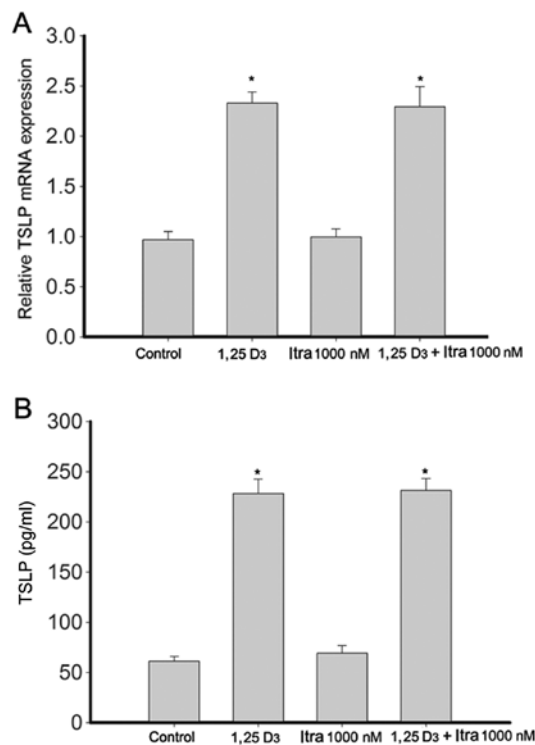 A
Relative TSLP mRNA expression
3.0
2.5
2.0
1.5
1.0
0.5
0.0
*
*
Control
1,25 D3
Itra 1000 nM
1,25 D3 + Itra 1000 nM
B
TSLP (pg/ml)
300
250
200
150
100
50
0
*
*
Control
1,25 D3
Itra 1000 nM
1,25 D3 + Itra 1000 nM